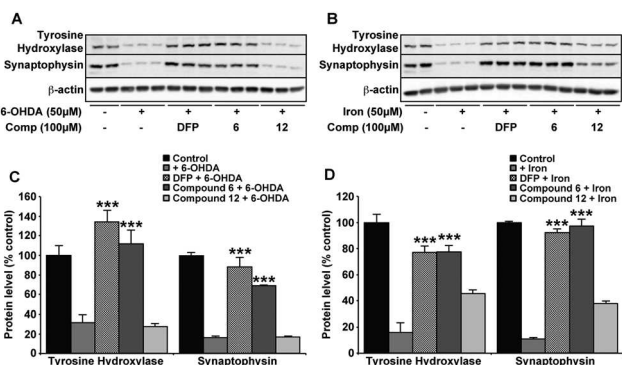 A
Tyrosine
Hydroxylase
Synaptophysin
β-actin
6-OHDA (50µM) - + + + +
Comp (100µM) - - DFP 6 12
B
Tyrosine
Hydroxylase
Synaptophysin
β-actin
Iron (50µM) - + + + +
Comp (100µM) - - DFP 6 12
C
Control
+ 6-OHDA
DFP + 6-OHDA
Compound 6 + 6-OHDA
Compound 12 + 6-OHDA
Protein level (% control)
160
140
120
100
80
60
40
20
0
*** *** *** ***
Tyrosine Hydroxylase Synaptophysin
D
Control
+ Iron
DFP + Iron
Compound 6 + Iron
Compound 12 + Iron
Protein level (% control)
120
100
80
60
40
20
0
*** *** *** ***
Tyrosine Hydroxylase Synaptophysin